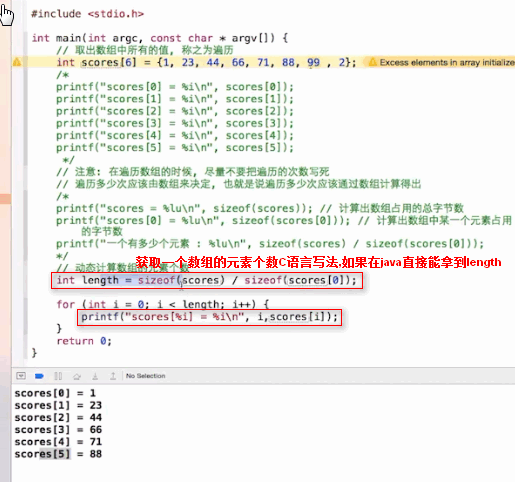 #include <stdio.h>
int main(int argc, const char * argv[]) {
// 取出数组中所有的值, 称之为遍历
int scores[6] = {1, 23, 44, 66, 71, 88, 99 , 2};
Excess elements in array initialize
/*
printf("scores[0] = %i\n", scores[0]);
printf("scores[1] = %i\n", scores[1]);
printf("scores[2] = %i\n", scores[2]);
printf("scores[3] = %i\n", scores[3]);
printf("scores[4] = %i\n", scores[4]);
printf("scores[5] = %i\n", scores[5]);
*/
// 注意: 在遍历数组的时候, 尽量不要把遍历的次数写死
// 遍历多少次应该由数组来决定, 也就是说遍历多少次应该通过数组计算得出
/*
printf("scores = %lu\n", sizeof(scores)); // 计算出数组占用的总字节数
printf("scores[0] = %lu\n", sizeof(scores[0])); // 计算出数组中某一个元素占用
的字节数
printf("一个有多少个元素 : %lu\n", sizeof(scores) / sizeof(scores[0]));
*/
获取一个数组的元素个数C语言写法.如果在java直接能拿到length
// 动态计算数组的元素个数
int length = sizeof(scores) / sizeof(scores[0]);
for (int i = 0; i < length; i++) {
printf("scores[%i] = %i\n", i,scores[i]);
}
return 0;
}
No Selection
scores[0] = 1
scores[1] = 23
scores[2] = 44
scores[3] = 66
scores[4] = 71
scores[5] = 88